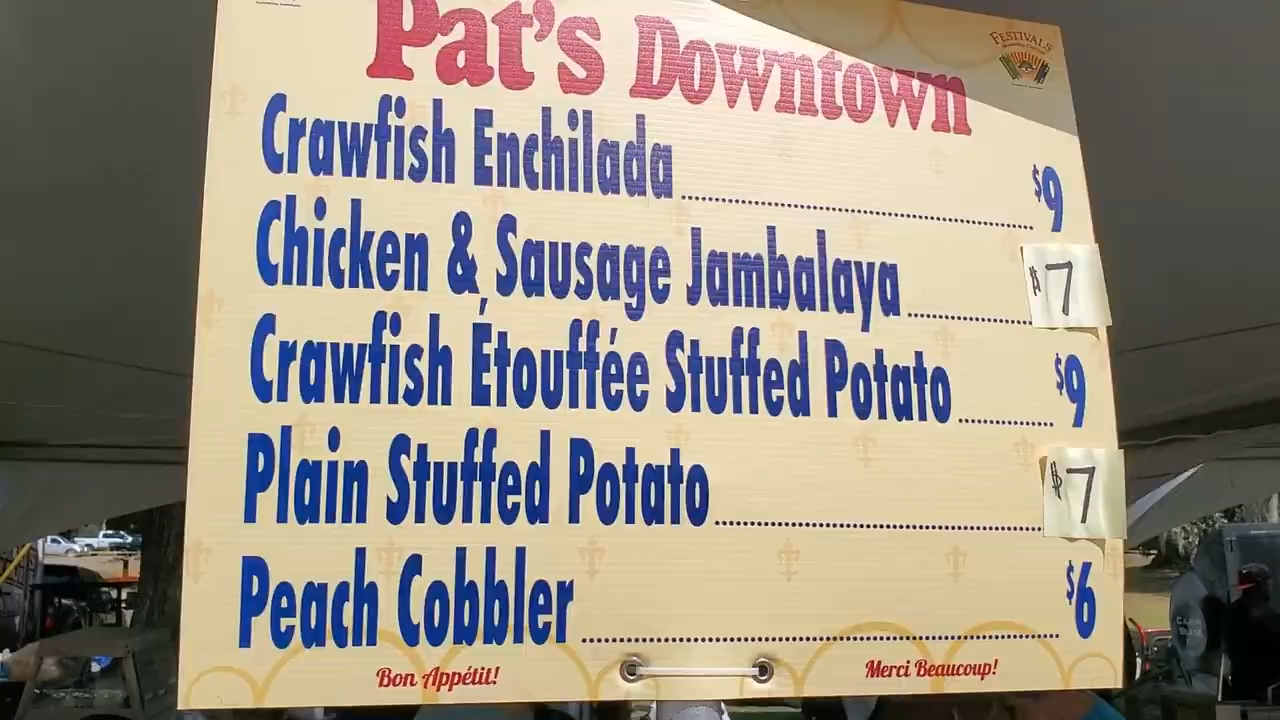 Pat's Downtown
FESTIVALS
Crawfish Enchilada $9
Chicken & Sausage Jambalaya $7
Crawfish Étouffée Stuffed Potato $9
Plain Stuffed Potato $7
Peach Cobbler $6
Bon Appétit! Merci Beaucoup!